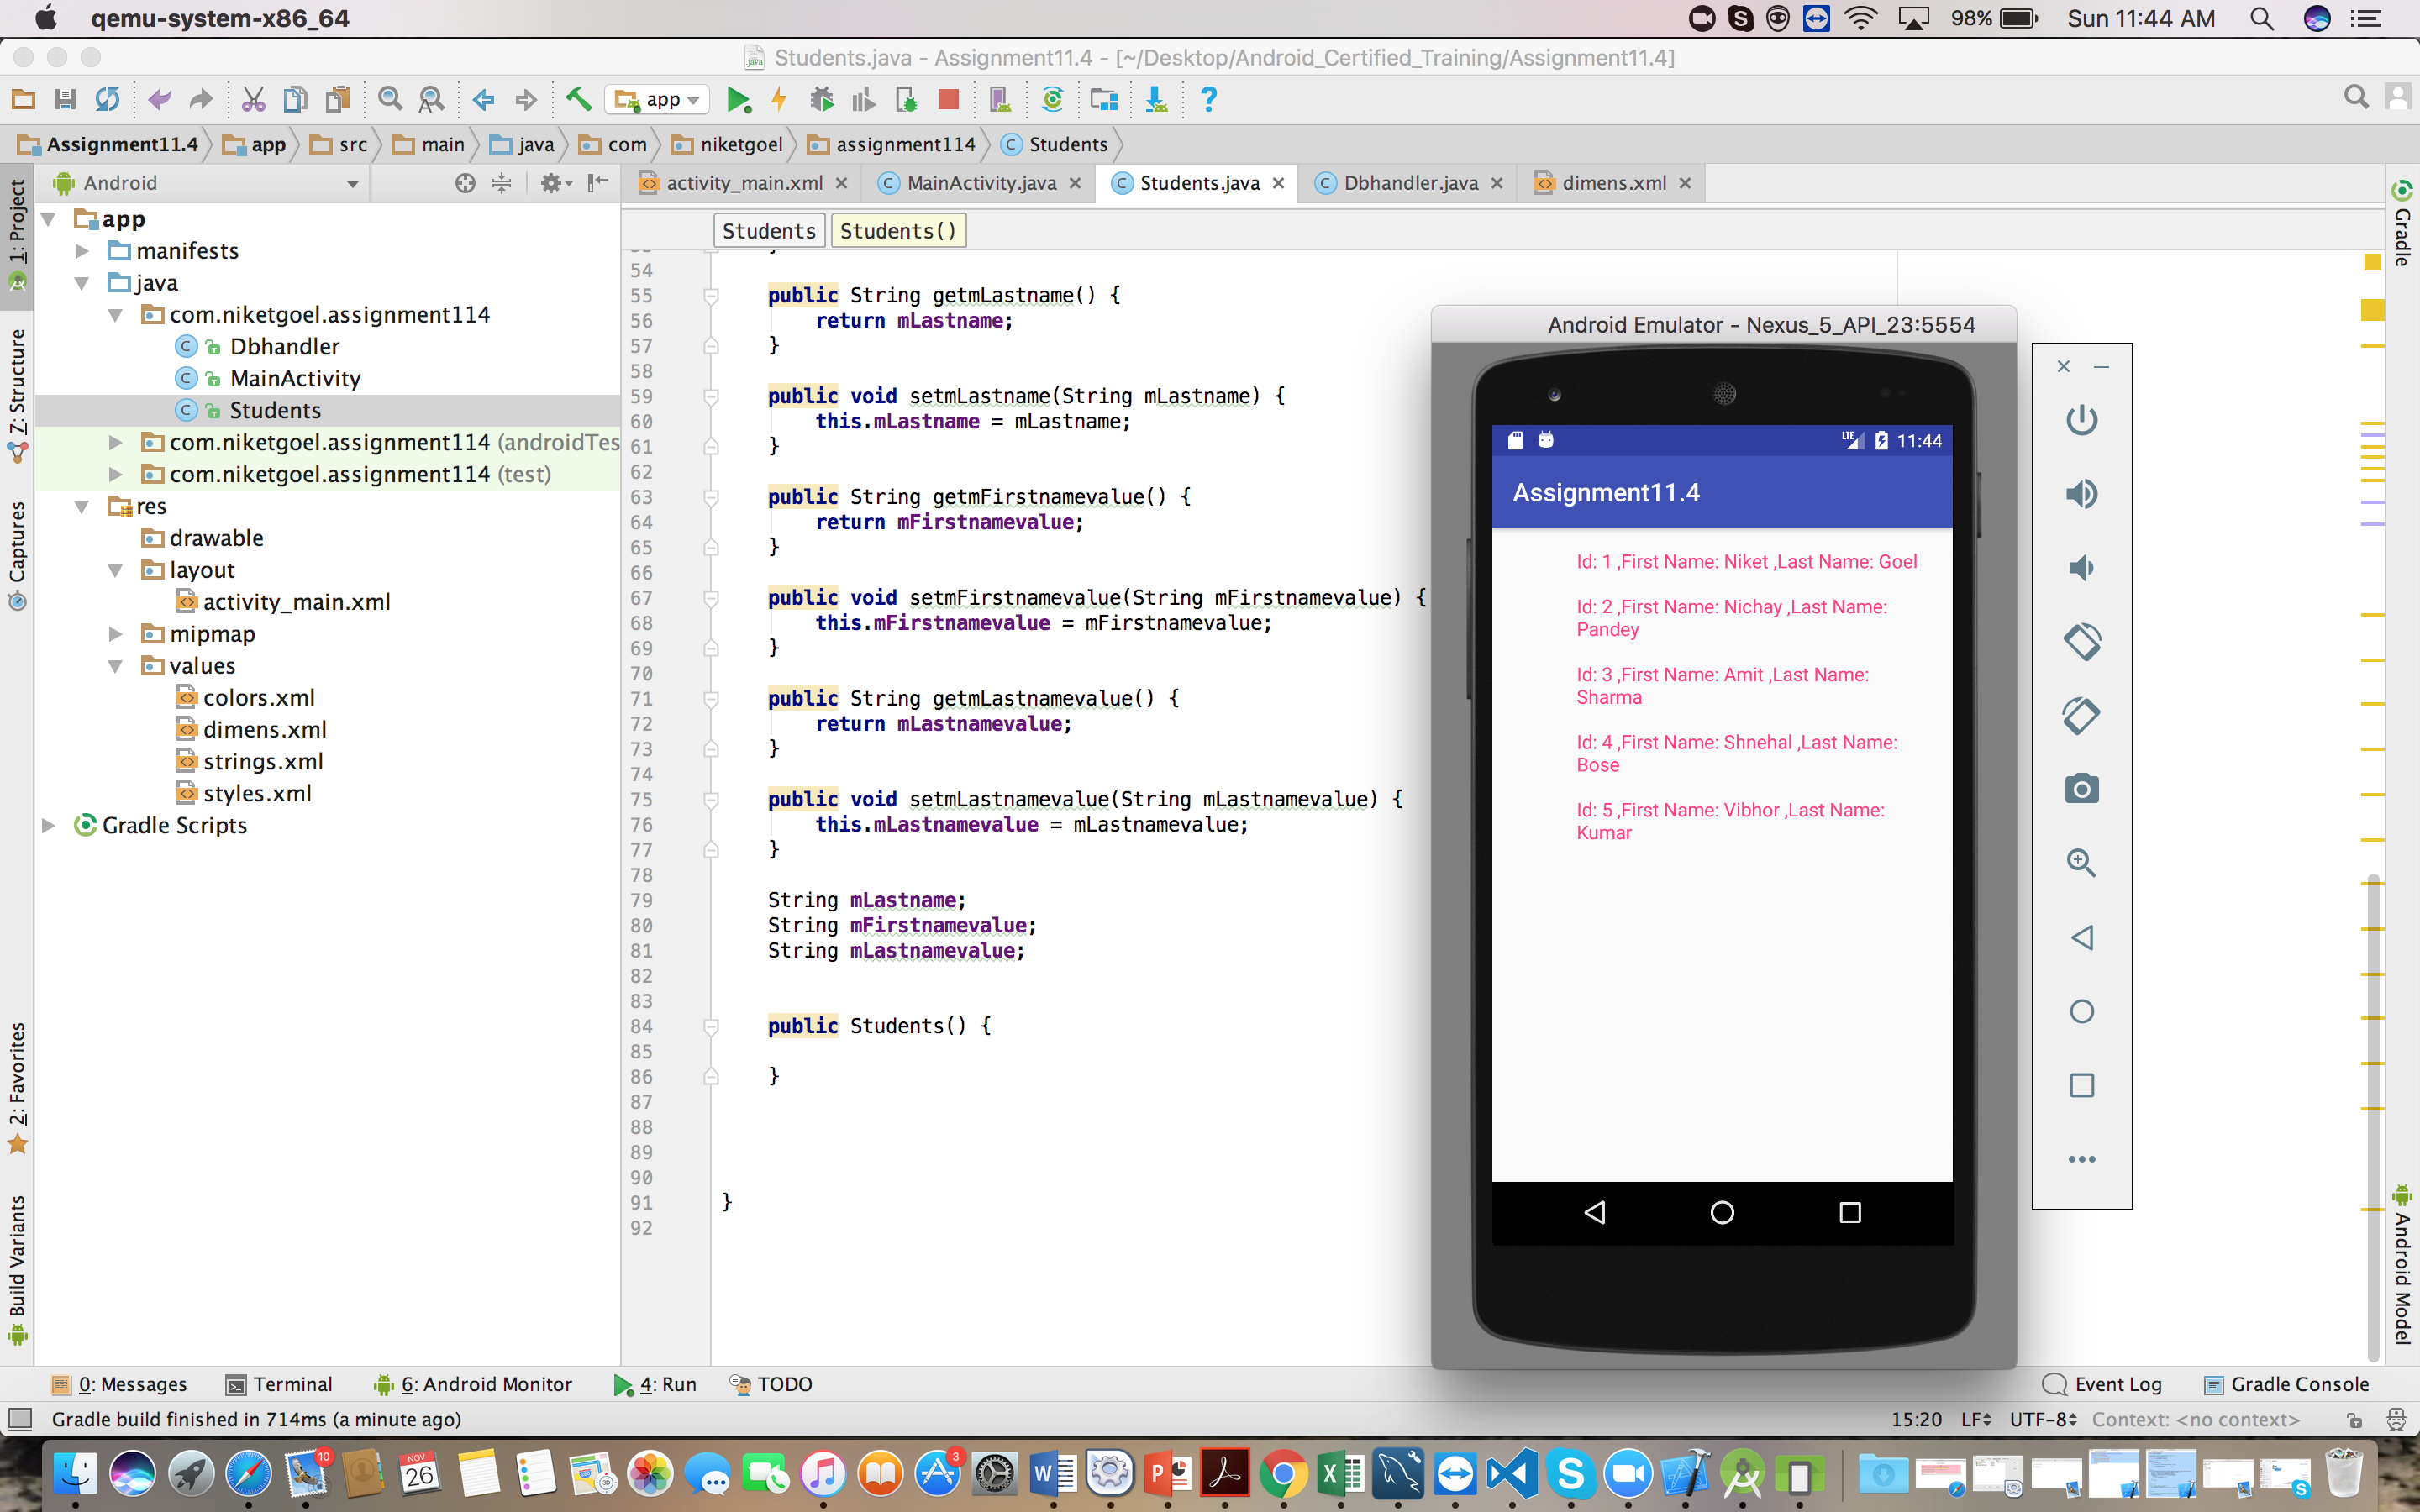 qemu-system-x86_64
98%
Sun 11:44 AM
Students.java - Assignment11.4 - [~/Desktop/Android_Certified_Training/Assignment11.4]
app
Assignment11.4
app
src
main
java
com
niketgoel
assignment114
Students
Android
activity_main.xml
MainActivity.java
Students.java
Dbhandler.java
dimens.xml
1: Project
7: Structure
Captures
2: Favorites
Build Variants
app
manifests
java
com.niketgoel.assignment114
Dbhandler
MainActivity
Students
com.niketgoel.assignment114 (androidTes
com.niketgoel.assignment114 (test)
res
drawable
layout
activity_main.xml
mipmap
values
colors.xml
dimens.xml
strings.xml
styles.xml
Gradle Scripts
Students
Students()
54
55 public String getmLastname() {
56 return mLastname;
57 }
58
59 public void setmLastname(String mLastname) {
60 this.mLastname = mLastname;
61 }
62
63 public String getmFirstnamevalue() {
64 return mFirstnamevalue;
65 }
66
67 public void setmFirstnamevalue(String mFirstnamevalue) {
68 this.mFirstnamevalue = mFirstnamevalue;
69 }
70
71 public String getmLastnamevalue() {
72 return mLastnamevalue;
73 }
74
75 public void setmLastnamevalue(String mLastnamevalue) {
76 this.mLastnamevalue = mLastnamevalue;
77 }
78
79 String mLastname;
80 String mFirstnamevalue;
81 String mLastnamevalue;
82
83
84 public Students() {
85
86 }
87
88
89
90
91 }
92
Android Emulator - Nexus_5_API_23:5554
LTE
11:44
Assignment11.4
Id: 1 ,First Name: Niket ,Last Name: Goel
Id: 2 ,First Name: Nichay ,Last Name:
Pandey
Id: 3 ,First Name: Amit ,Last Name:
Sharma
Id: 4 ,First Name: Shnehal ,Last Name:
Bose
Id: 5 ,First Name: Vibhor ,Last Name:
Kumar
Gradle
Android Model
0: Messages
Terminal
6: Android Monitor
4: Run
TODO
Event Log
Gradle Console
Gradle build finished in 714ms (a minute ago)
15:20
LF
UTF-8
Context: <no context>
10
NOV
26
3